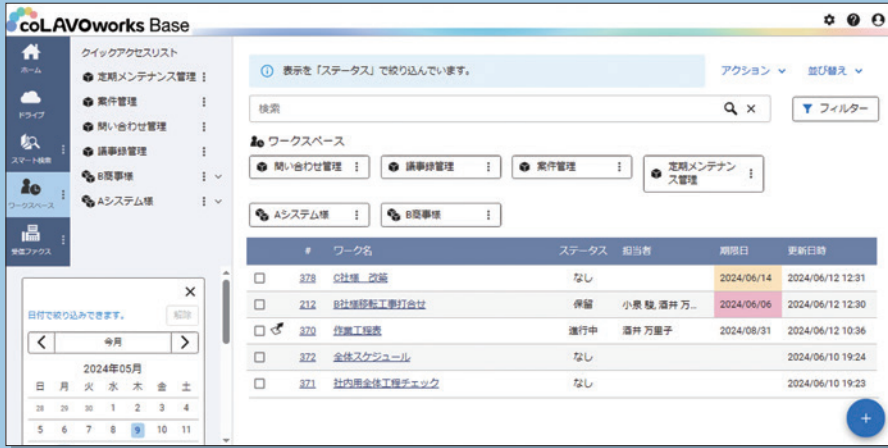 coLAVOworks Base
ホーム
ドライブ
スマート検索
ワークスペース
受信ファクス
クイックアクセスリスト
定期メンテナンス管理
案件管理
問い合わせ管理
議事録管理
B商事様
Aシステム様
日付で絞り込みできます。
解除
今月
2024年05月
日 月 火 水 木 金 土
28 29 30 1 2 3 4
5 6 7 8 9 10 11
表示を「ステータス」で絞り込んでいます。
アクション 並び替え
検索
フィルター
ワークスペース
問い合わせ管理 議事録管理 案件管理 定期メンテナン
ス管理
Aシステム様 B商事様
# ワーク名 ステータス 担当者 期限日 更新日時
378 C社様 改築 なし 2024/06/14 2024/06/12 12:31
212 B社様移転工事打合せ 保留 小泉 駿, 酒井 万... 2024/06/06 2024/06/12 12:30
370 作業工程表 進行中 酒井 万里子 2024/08/31 2024/06/12 10:36
372 全体スケジュール なし 2024/06/10 19:24
371 社内用全体工程チェック なし 2024/06/10 19:23